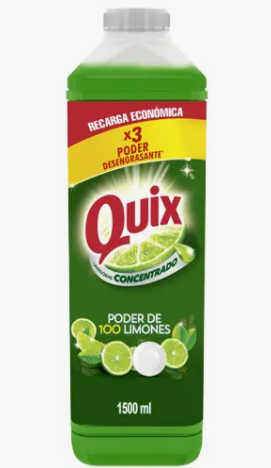 RECARGA ECONÓMICA
x3
PODER
DESENGRASANTE
Quix
CONCENTRADO
PODER DE
100 LIMONES
1500 ml